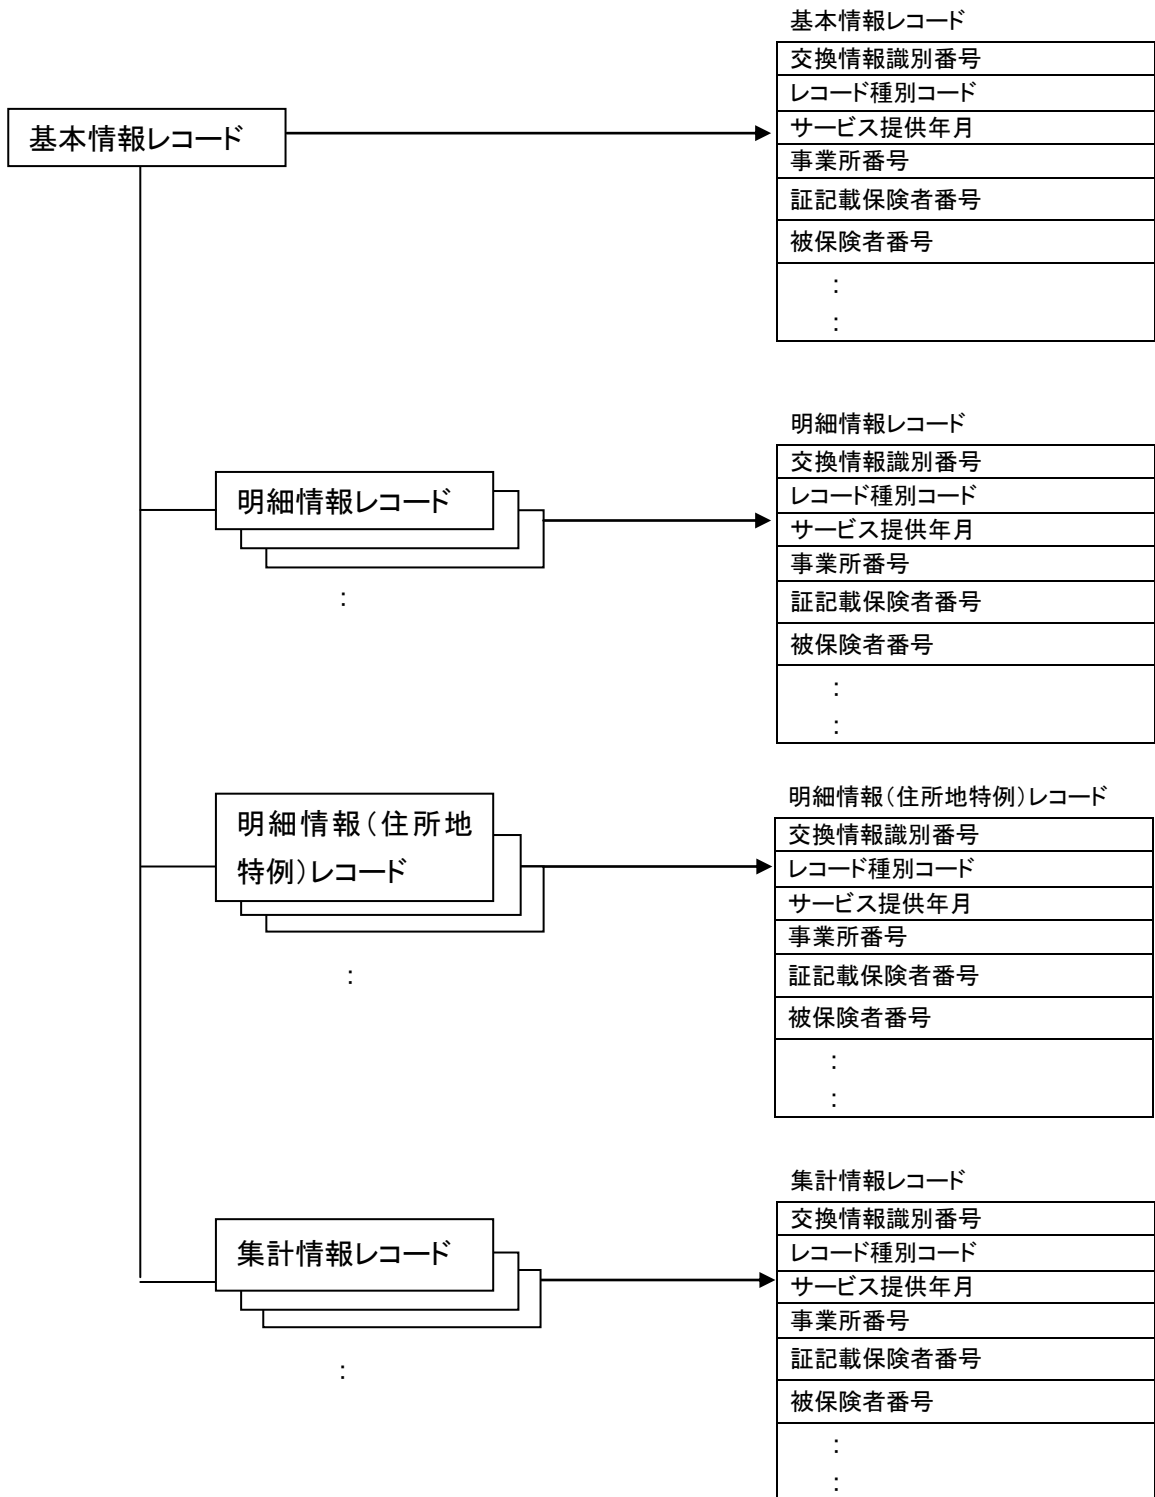 基本情報レコード
基本情報レコード
交換情報識別番号
レコード種別コード
サービス提供年月
事業所番号
証記載保険者番号
被保険者番号
:
:
明細情報レコード
:
明細情報レコード
交換情報識別番号
レコード種別コード
サービス提供年月
事業所番号
証記載保険者番号
被保険者番号
:
:
明細情報(住所地
特例)レコード
:
明細情報(住所地特例)レコード
交換情報識別番号
レコード種別コード
サービス提供年月
事業所番号
証記載保険者番号
被保険者番号
:
:
集計情報レコード
:
集計情報レコード
交換情報識別番号
レコード種別コード
サービス提供年月
事業所番号
証記載保険者番号
被保険者番号
:
: